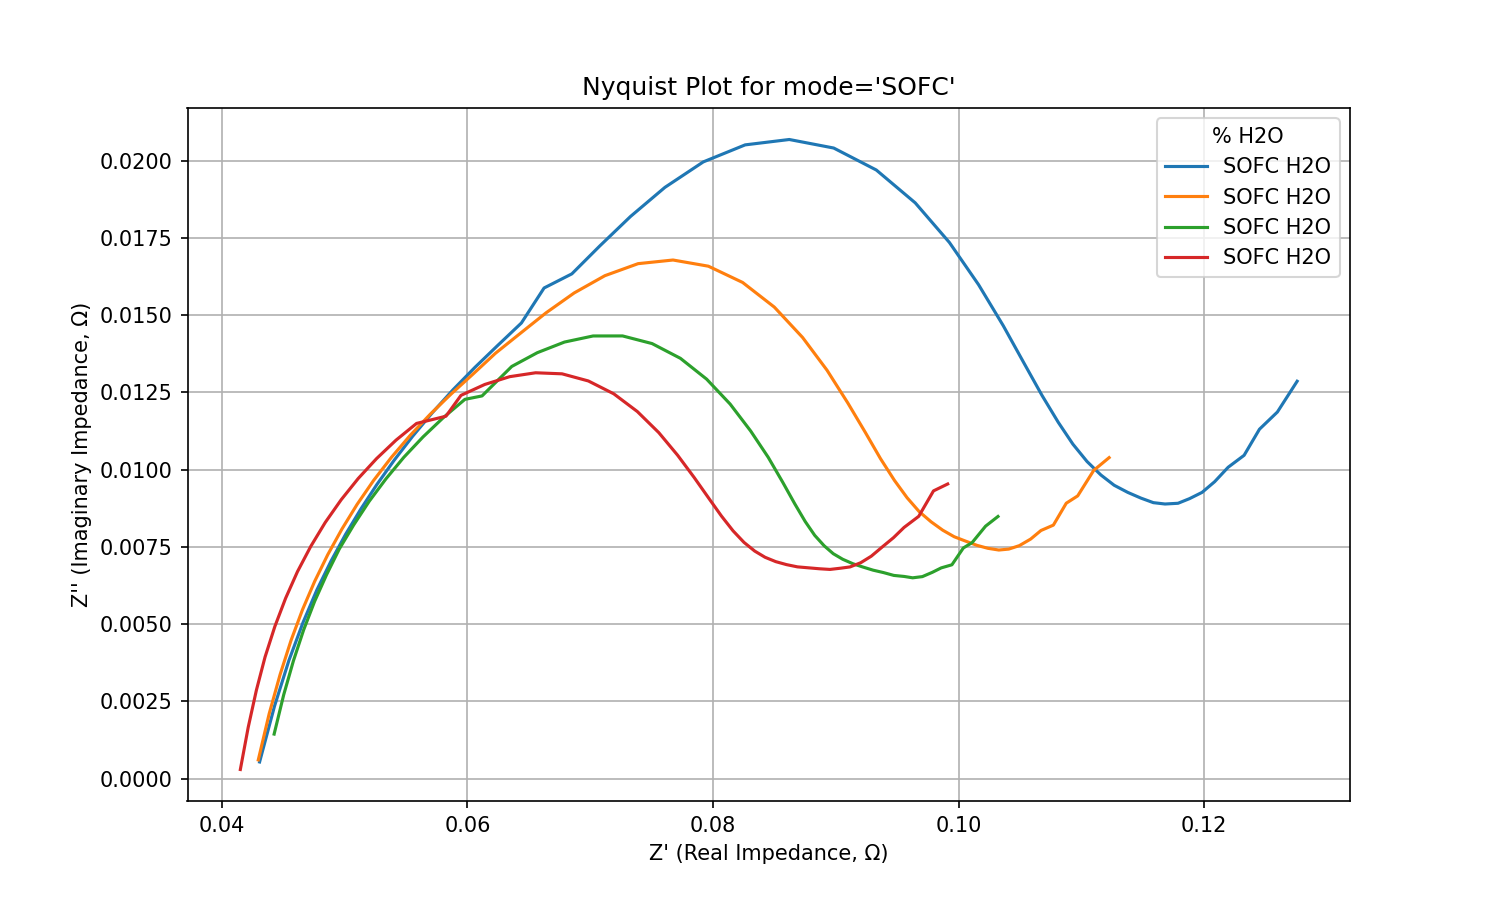 Nyquist Plot for mode='SOFC'
% H2O
SOFC H2O
SOFC H2O
SOFC H2O
SOFC H2O
Z'' (Imaginary Impedance, Ω)
0.0200
0.0175
0.0150
0.0125
0.0100
0.0075
0.0050
0.0025
0.0000
0.04 0.06 0.08 0.10 0.12
Z' (Real Impedance, Ω)